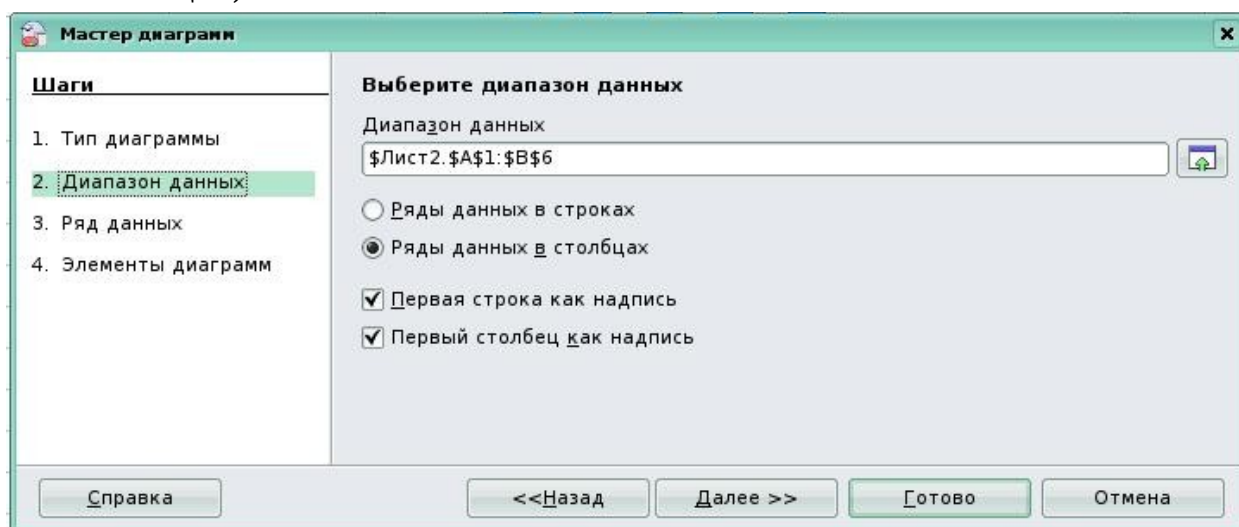 Мастер диаграмм
Шаги
1. Тип диаграммы
2. Диапазон данных
3. Ряд данных
4. Элементы диаграмм
Выберите диапазон данных
Диапазон данных
$Лист2.$A$1:$B$6
Ряды данных в строках
Ряды данных в столбцах
Первая строка как надпись
Первый столбец как надпись
Справка
<<Назад
Далее >>
Готово
Отмена